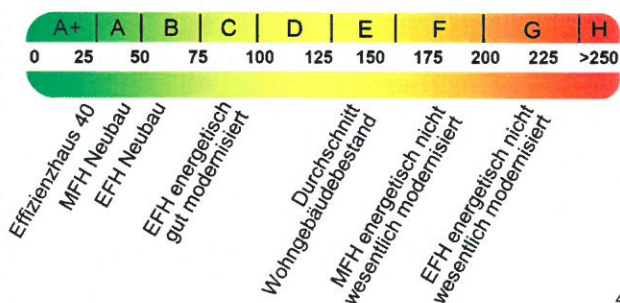 A+ A B C D E F G H
0 25 50 75 100 125 150 175 200 225 >250
Effizienzhaus 40
MFH Neubau
EFH Neubau
EFH energetisch
gut modernisiert
Durchschnitt
Wohngebäudebestand
MFH energetisch nicht
wesentlich modernisiert
EFH energetisch nicht
wesentlich modernisiert